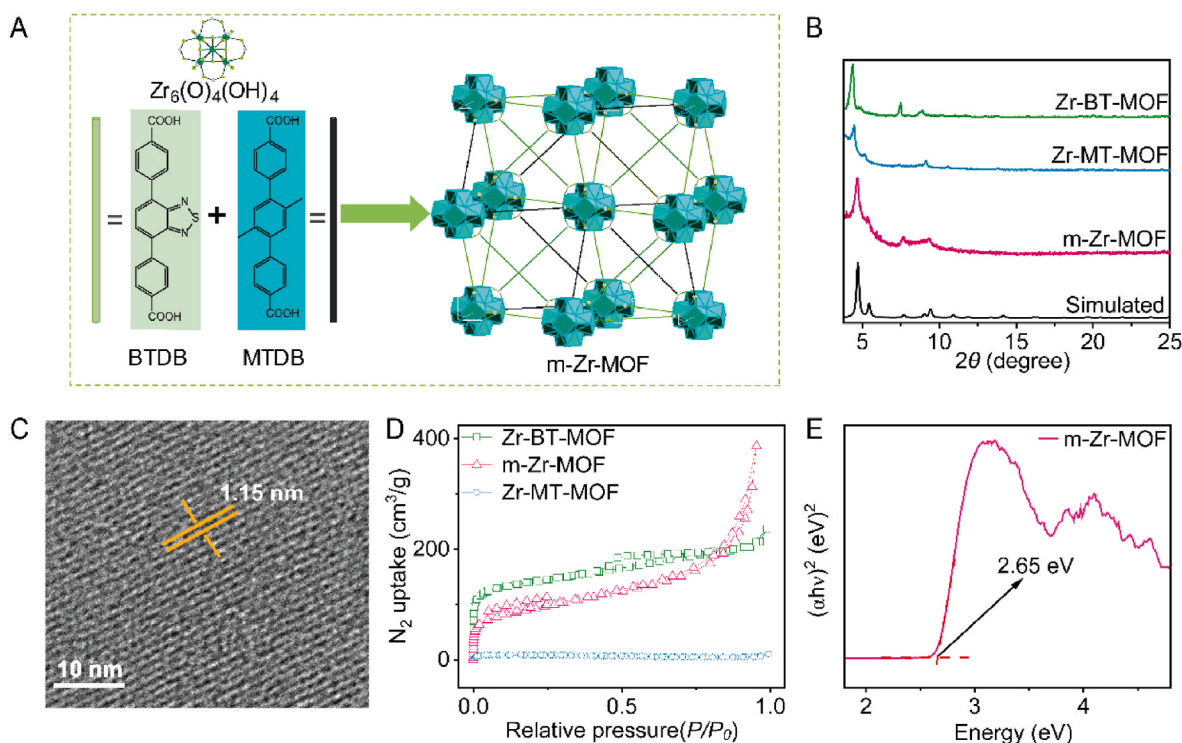 A
Zr6(O)4(OH)4
COOH
COOH
=
N
S
N
+
=
COOH
COOH
BTDB
MTDB
m-Zr-MOF
B
Zr-BT-MOF
Zr-MT-MOF
m-Zr-MOF
Simulated
5
10
15
20
25
2θ (degree)
C
1.15 nm
10 nm
D
400
200
0
N2 uptake (cm3/g)
Zr-BT-MOF
m-Zr-MOF
Zr-MT-MOF
0.0
0.5
1.0
Relative pressure(P/P0)
E
m-Zr-MOF
(αhν)2 (eV)2
2.65 eV
2
3
4
Energy (eV)